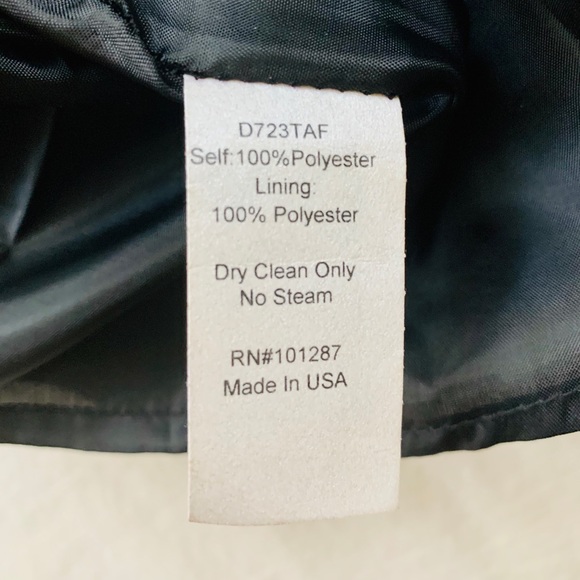 D723TAF
Self:100%Polyester
Lining:
100% Polyester
Dry Clean Only
No Steam
RN#101287
Made In USA